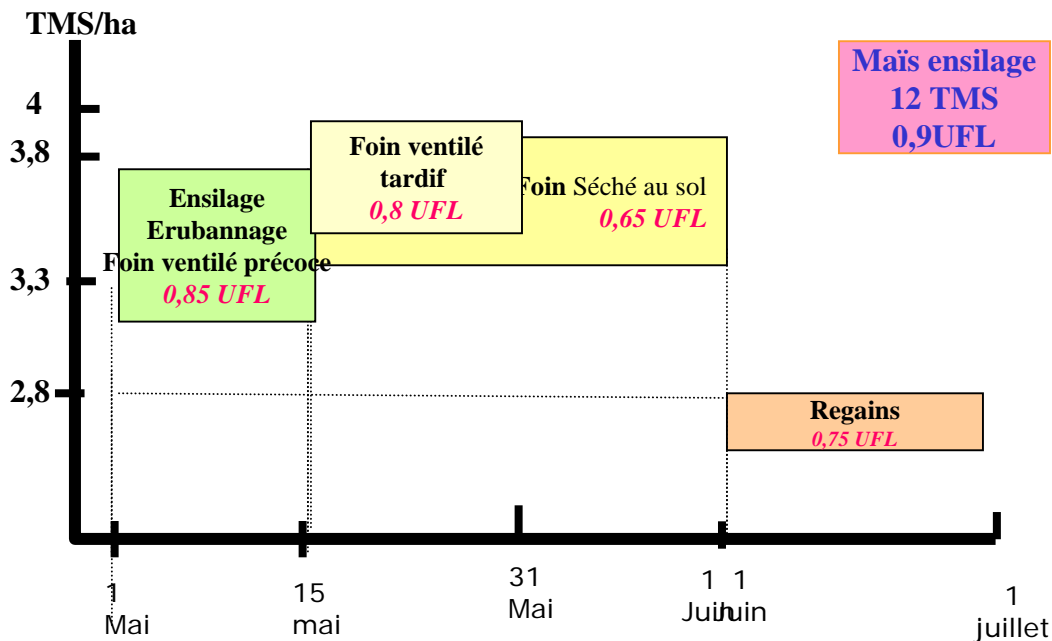 TMS/ha
4
3,8
3,3
2,8
Maïs ensilage
12 TMS
0,9UFL
Ensilage
Erubannage
Foin ventilé précoce
0,85 UFL
Foin ventilé
tardif
0,8 UFL
Foin Séché au sol
0,65 UFL
Regains
0,75 UFL
1
Mai
15
mai
31
Mai
1
Juin
1
Juin
1
juillet